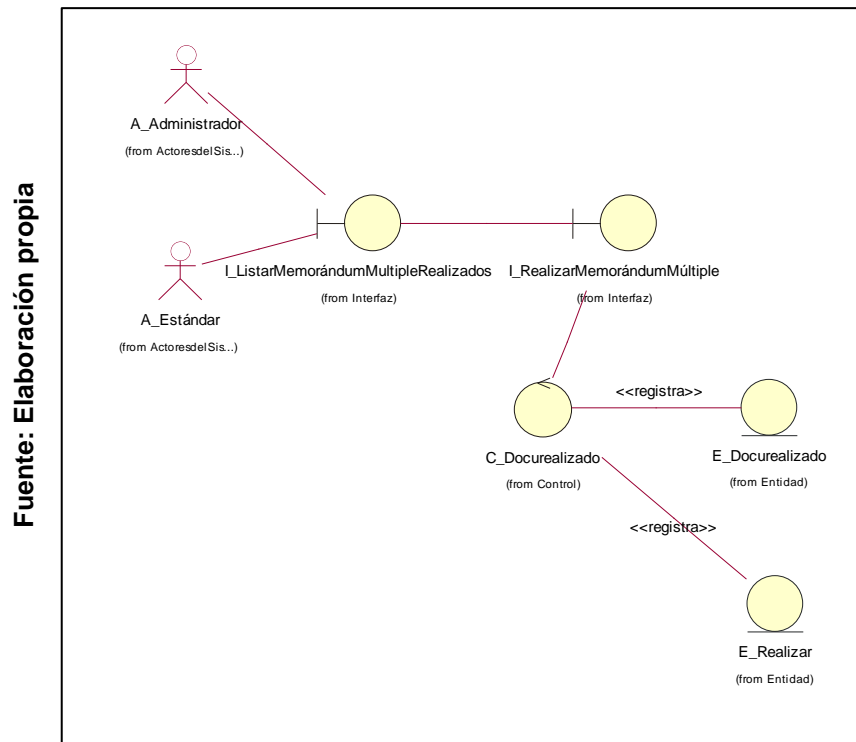 Fuente: Elaboración propia
A_Administrador
(from ActoresdelSis...)
A_Estándar
(from ActoresdelSis...)
I_ListarMemorándumMultipleRealizados
(from Interfaz)
I_RealizarMemorándumMúltiple
(from Interfaz)
C_Docurealizado
(from Control)
<<registra>>
E_Docurealizado
(from Entidad)
<<registra>>
E_Realizar
(from Entidad)